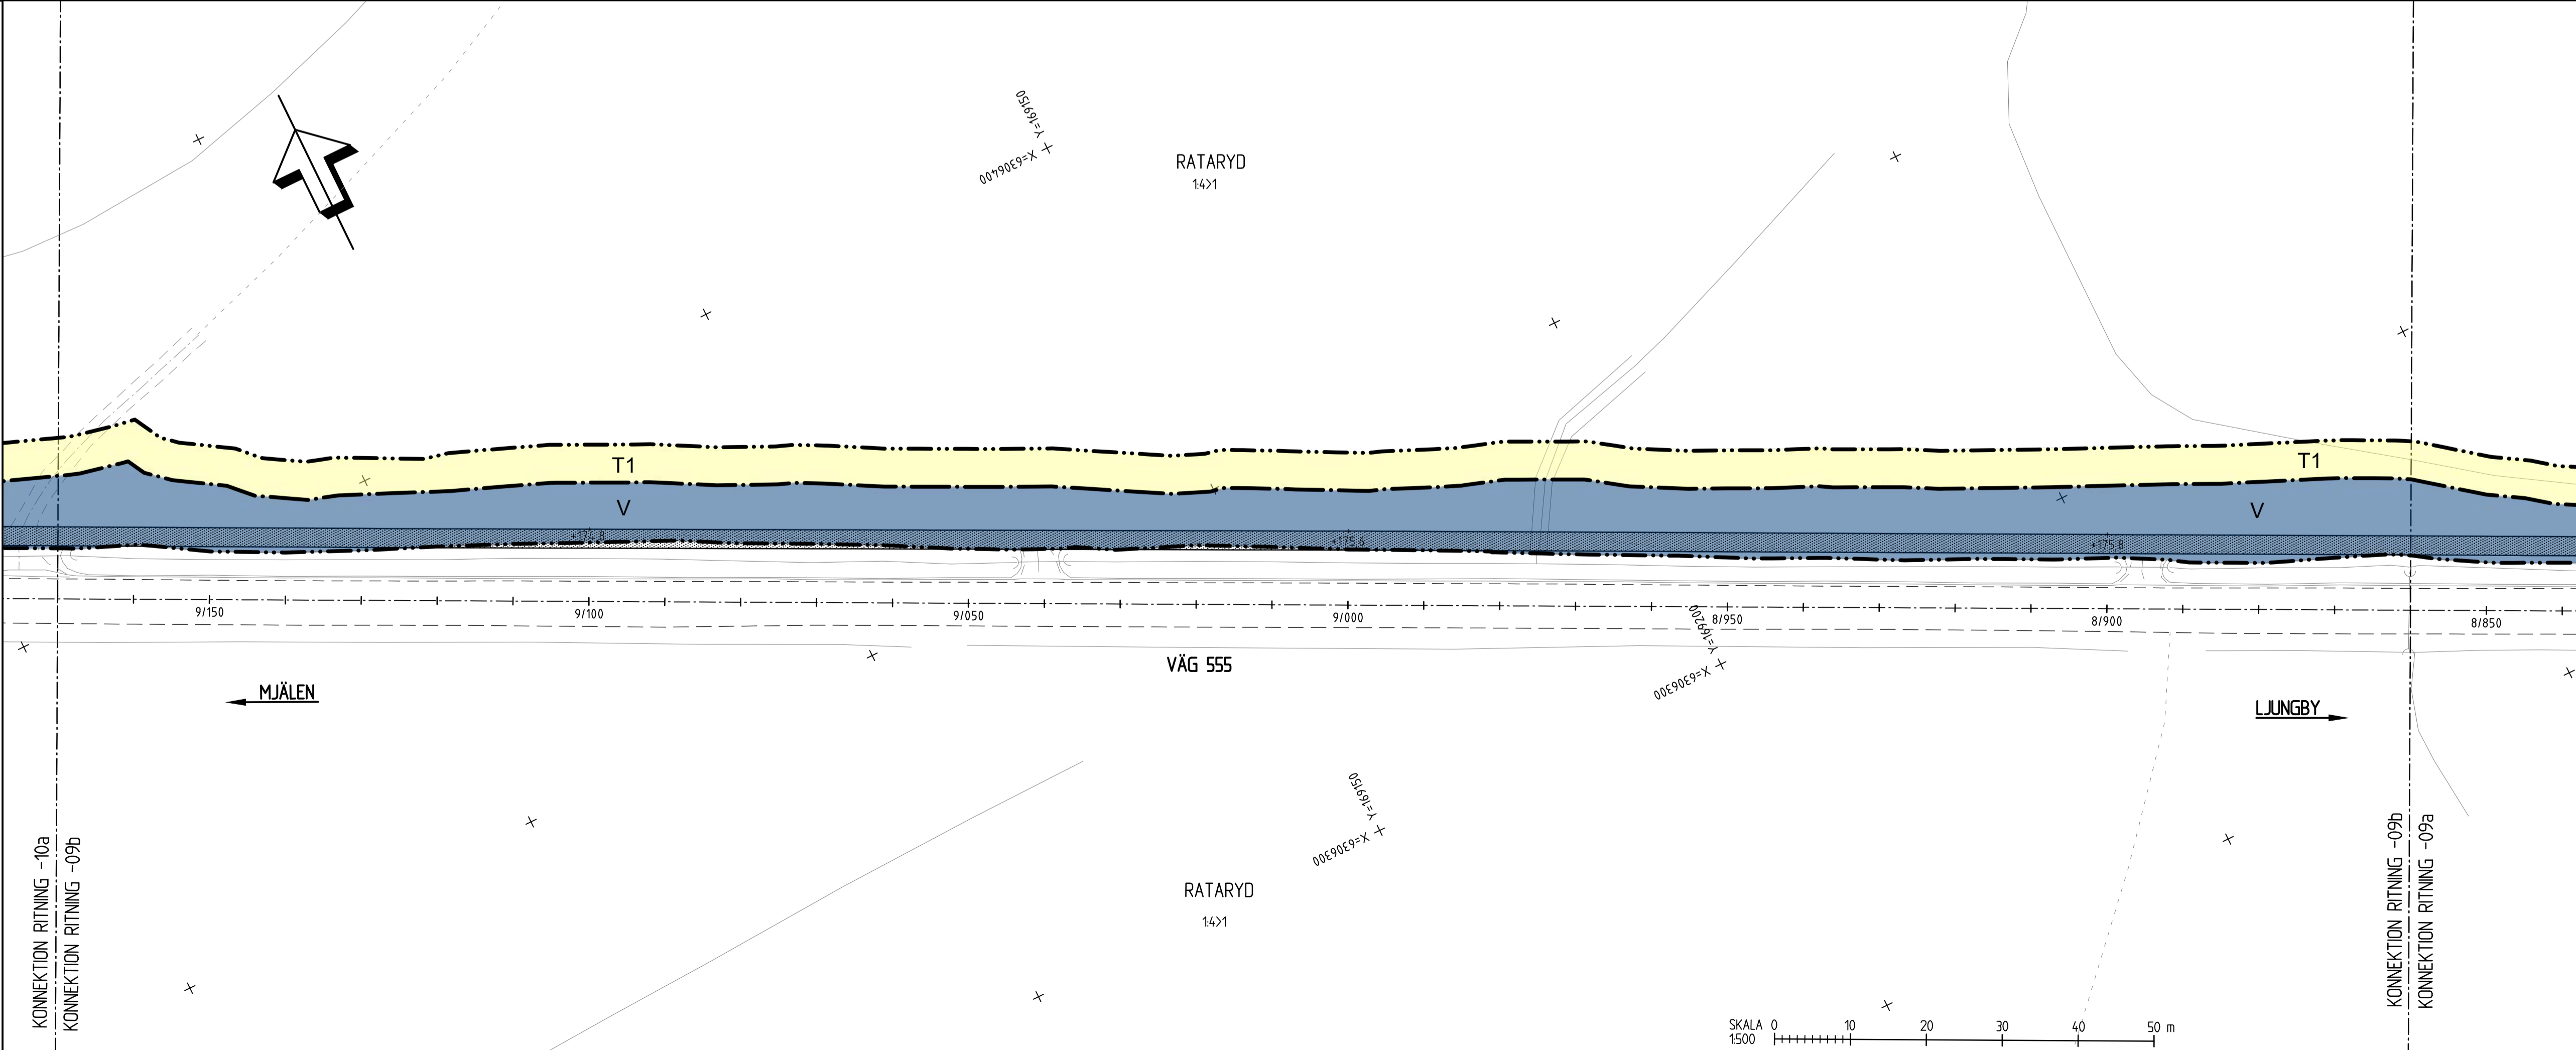 Y=169150
X=6306400
RATARYD
1:4>1
T1
T1
V
V
+174.8
+175.6
+175.8
9/150
9/100
9/050
9/000
8/950
8/900
8/850
Y=169200
X=6306300
VÄG 555
MJÄLEN
LJUNGBY
Y=169150
X=6306300
RATARYD
1:4>1
KONNEKTION RITNING -10a
KONNEKTION RITNING -09b
KONNEKTION RITNING -09b
KONNEKTION RITNING -09a
SKALA 0 10 20 30 40 50 m
1:500